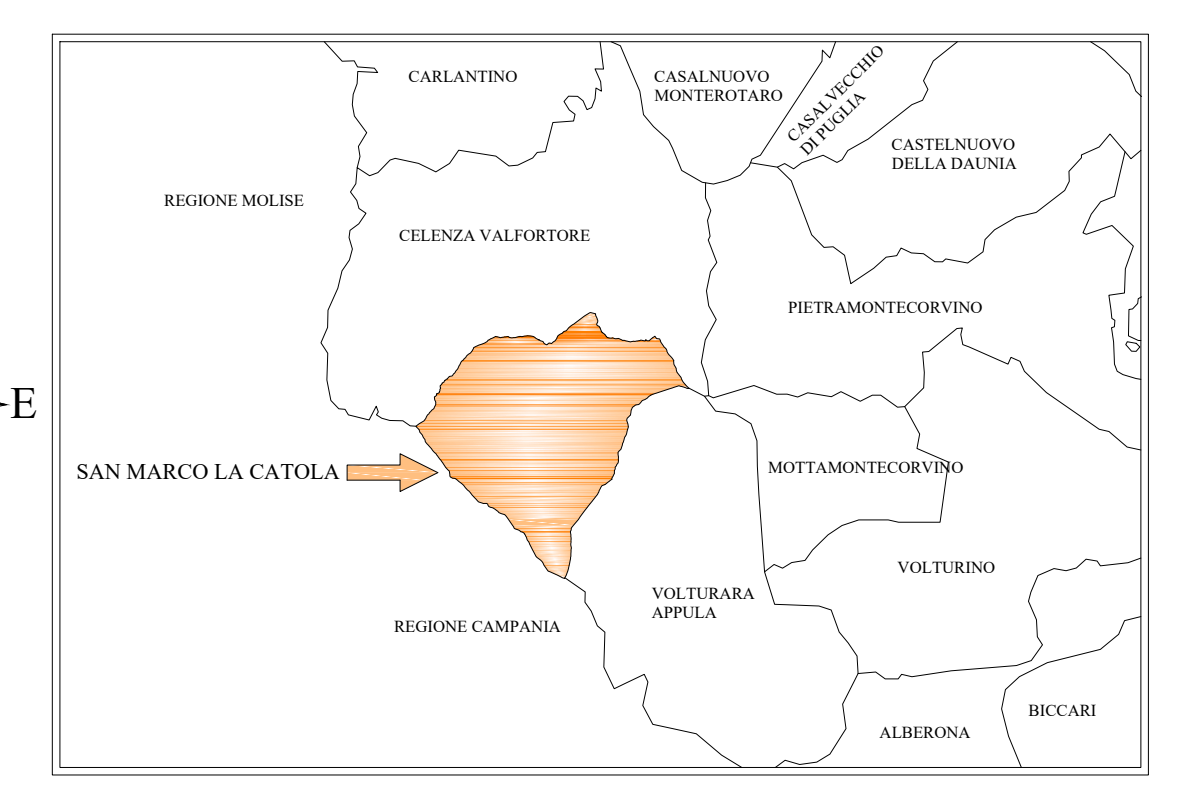 CARLANTINO
CASALNUOVO
MONTEROTARO
CASALVECCHIO
DI PUGLIA
CASTELNUOVO
DELLA DAUNIA
REGIONE MOLISE
CELENZA VALFORTORE
PIETRAMONTECORVINO
E
SAN MARCO LA CATOLA
MOTTAMONTECORVINO
VOLTURINO
VOLTURARA
APPULA
REGIONE CAMPANIA
BICCARI
ALBERONA